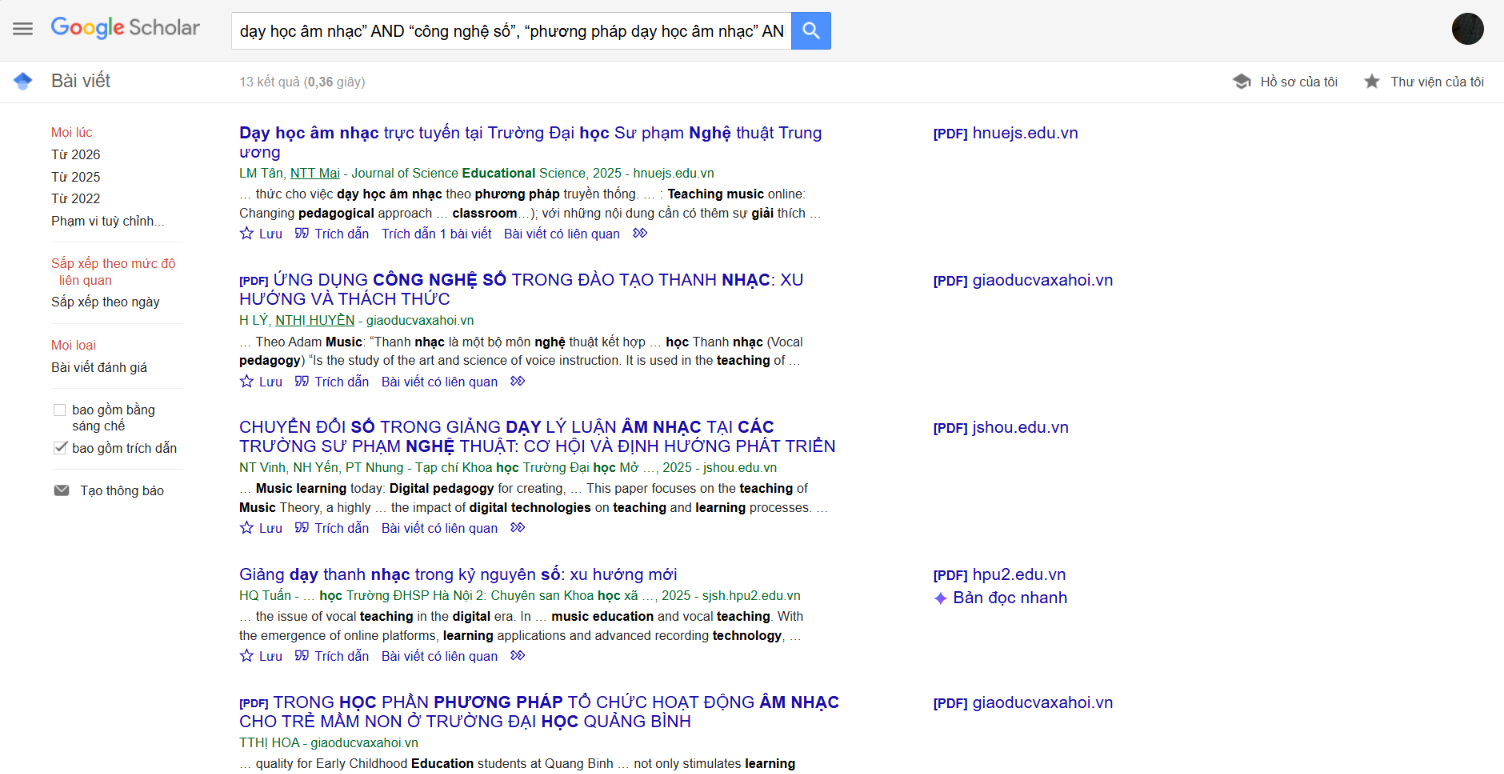 Google Scholar
dạy học âm nhạc” AND “công nghệ số”, “phương pháp dạy học âm nhạc” AN
Bài viết
13 kết quả (0,36 giây)
Hồ sơ của tôi
Thư viện của tôi
Mọi lúc
Từ 2026
Từ 2025
Từ 2022
Phạm vi tuỳ chỉnh...
Sắp xếp theo mức độ
liên quan
Sắp xếp theo ngày
Mọi loại
Bài viết đánh giá
bao gồm bằng
sáng chế
bao gồm trích dẫn
Tạo thông báo
Dạy học âm nhạc trực tuyến tại Trường Đại học Sư phạm Nghệ thuật Trung
ương
[PDF] hnuejs.edu.vn
LM Tân, NTT Mai - Journal of Science Educational Science, 2025 - hnuejs.edu.vn
… thức cho việc dạy học âm nhạc theo phương pháp truyền thống. … : Teaching music online:
Changing pedagogical approach … classroom…); với những nội dung cần có thêm sự giải thích …
Lưu Trích dẫn Trích dẫn 1 bài viết Bài viết có liên quan
[PDF] ỨNG DỤNG CÔNG NGHỆ SỐ TRONG ĐÀO TẠO THANH NHẠC: XU
HƯỚNG VÀ THÁCH THỨC
[PDF] giaoducvaxahoi.vn
H LÝ, NTHỊ HUYỀN - giaoducvaxahoi.vn
… Theo Adam Music: “Thanh nhạc là một bộ môn nghệ thuật kết hợp … học Thanh nhạc (Vocal
pedagogy) “Is the study of the art and science of voice instruction. It is used in the teaching of …
Lưu Trích dẫn Bài viết có liên quan
CHUYỂN ĐỔI SỐ TRONG GIẢNG DẠY LÝ LUẬN ÂM NHẠC TẠI CÁC
TRƯỜNG SƯ PHẠM NGHỆ THUẬT: CƠ HỘI VÀ ĐỊNH HƯỚNG PHÁT TRIỂN
[PDF] jshou.edu.vn
NT Vinh, NH Yến, PT Nhung - Tạp chí Khoa học Trường Đại học Mở …, 2025 - jshou.edu.vn
… Music learning today: Digital pedagogy for creating, … This paper focuses on the teaching of
Music Theory, a highly … the impact of digital technologies on teaching and learning processes. …
Lưu Trích dẫn Bài viết có liên quan
Giảng dạy thanh nhạc trong kỷ nguyên số: xu hướng mới
[PDF] hpu2.edu.vn
Bản đọc nhanh
HQ Tuấn - … học Trường ĐHSP Hà Nội 2: Chuyên san Khoa học xã …, 2025 - sjsh.hpu2.edu.vn
… the issue of vocal teaching in the digital era. In … music education and vocal teaching. With
the emergence of online platforms, learning applications and advanced recording technology, …
Lưu Trích dẫn Bài viết có liên quan
[PDF] TRONG HỌC PHẦN PHƯƠNG PHÁP TỔ CHỨC HOẠT ĐỘNG ÂM NHẠC
CHO TRẺ MẦM NON Ở TRƯỜNG ĐẠI HỌC QUẢNG BÌNH
[PDF] giaoducvaxahoi.vn
TTHỊ HOA - giaoducvaxahoi.vn
… quality for Early Childhood Education students at Quang Binh … not only stimulates learning